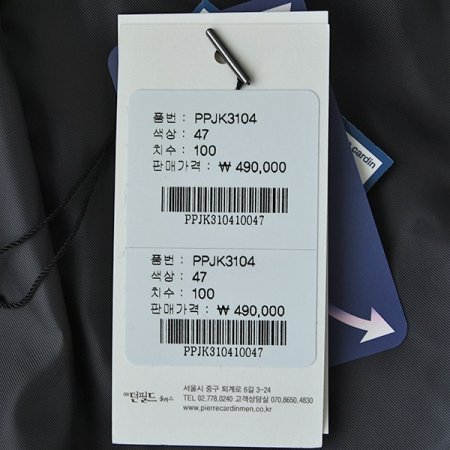 품번 : PPJK3104
색상 : 47
치수 : 100
판매가격 : ₩ 490,000
PPJK310410047
품번 : PPJK3104
색상 : 47
치수 : 100
판매가격 : ₩ 490,000
PPJK310410047
던필드
서울시 중구 퇴계로 6길 3-24
TEL 02.778.0240 고객상담실 070.8650.4830
www.pierrecardinmen.co.kr
cardin